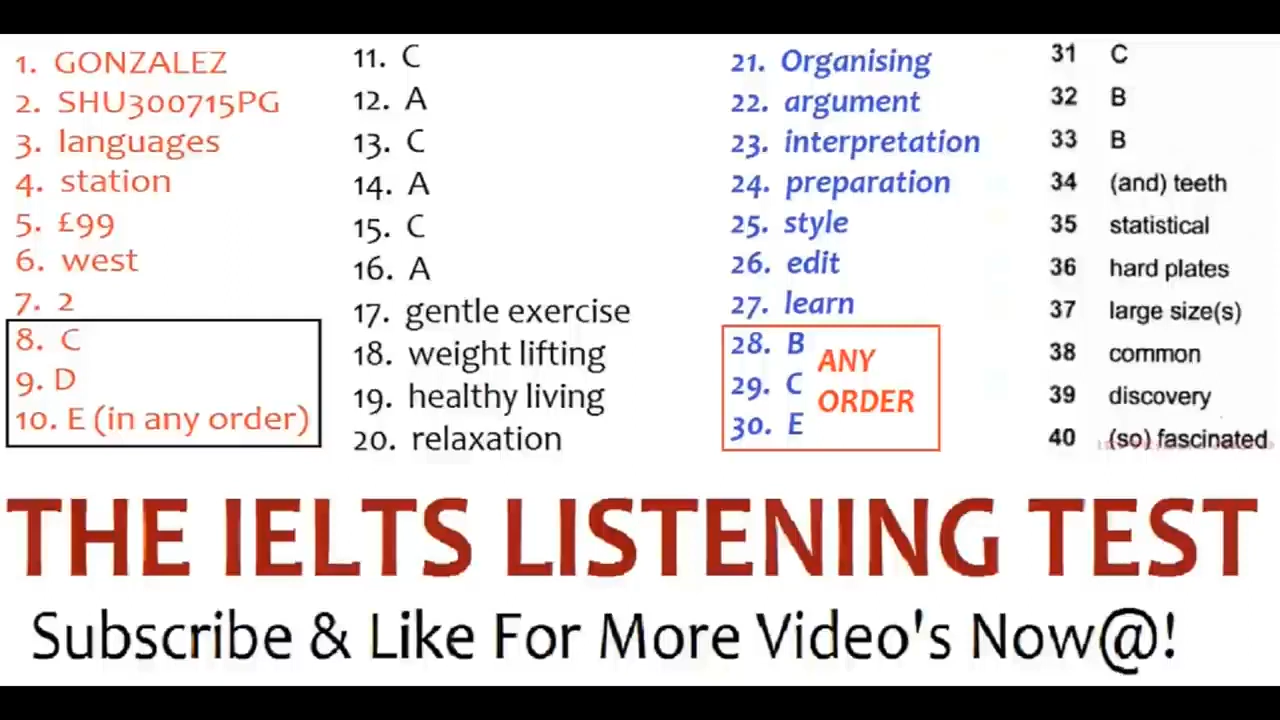 1. GONZALEZ
2. SHU300715PG
3. languages
4. station
5. £99
6. west
7. 2
8. C
9. D
10. E (in any order)
11. C
12. A
13. C
14. A
15. C
16. A
17. gentle exercise
18. weight lifting
19. healthy living
20. relaxation
21. Organising
22. argument
23. interpretation
24. preparation
25. style
26. edit
27. learn
28. B
29. C
30. E
ANY
ORDER
31 C
32 B
33 B
34 (and) teeth
35 statistical
36 hard plates
37 large size(s)
38 common
39 discovery
40 (so) fascinated
THE IELTS LISTENING TEST
Subscribe & Like For More Video's Now@!